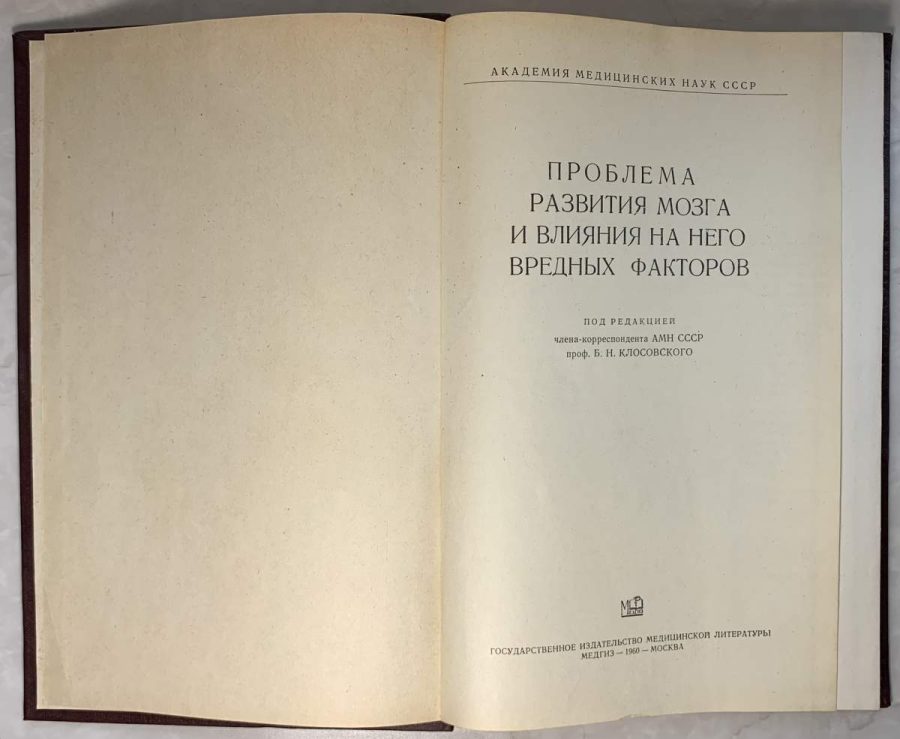 АКАДЕМИЯ МЕДИЦИНСКИХ НАУК СССР
ПРОБЛЕМА
РАЗВИТИЯ МОЗГА
И ВЛИЯНИЯ НА НЕГО
ВРЕДНЫХ ФАКТОРОВ
ПОД РЕДАКЦИЕЙ
члена-корреспондента АМН СССР
проф. Б. Н. КЛОСОВСКОГО
ГОСУДАРСТВЕННОЕ ИЗДАТЕЛЬСТВО МЕДИЦИНСКОЙ ЛИТЕРАТУРЫ
МЕДГИЗ — 1960 — МОСКВА